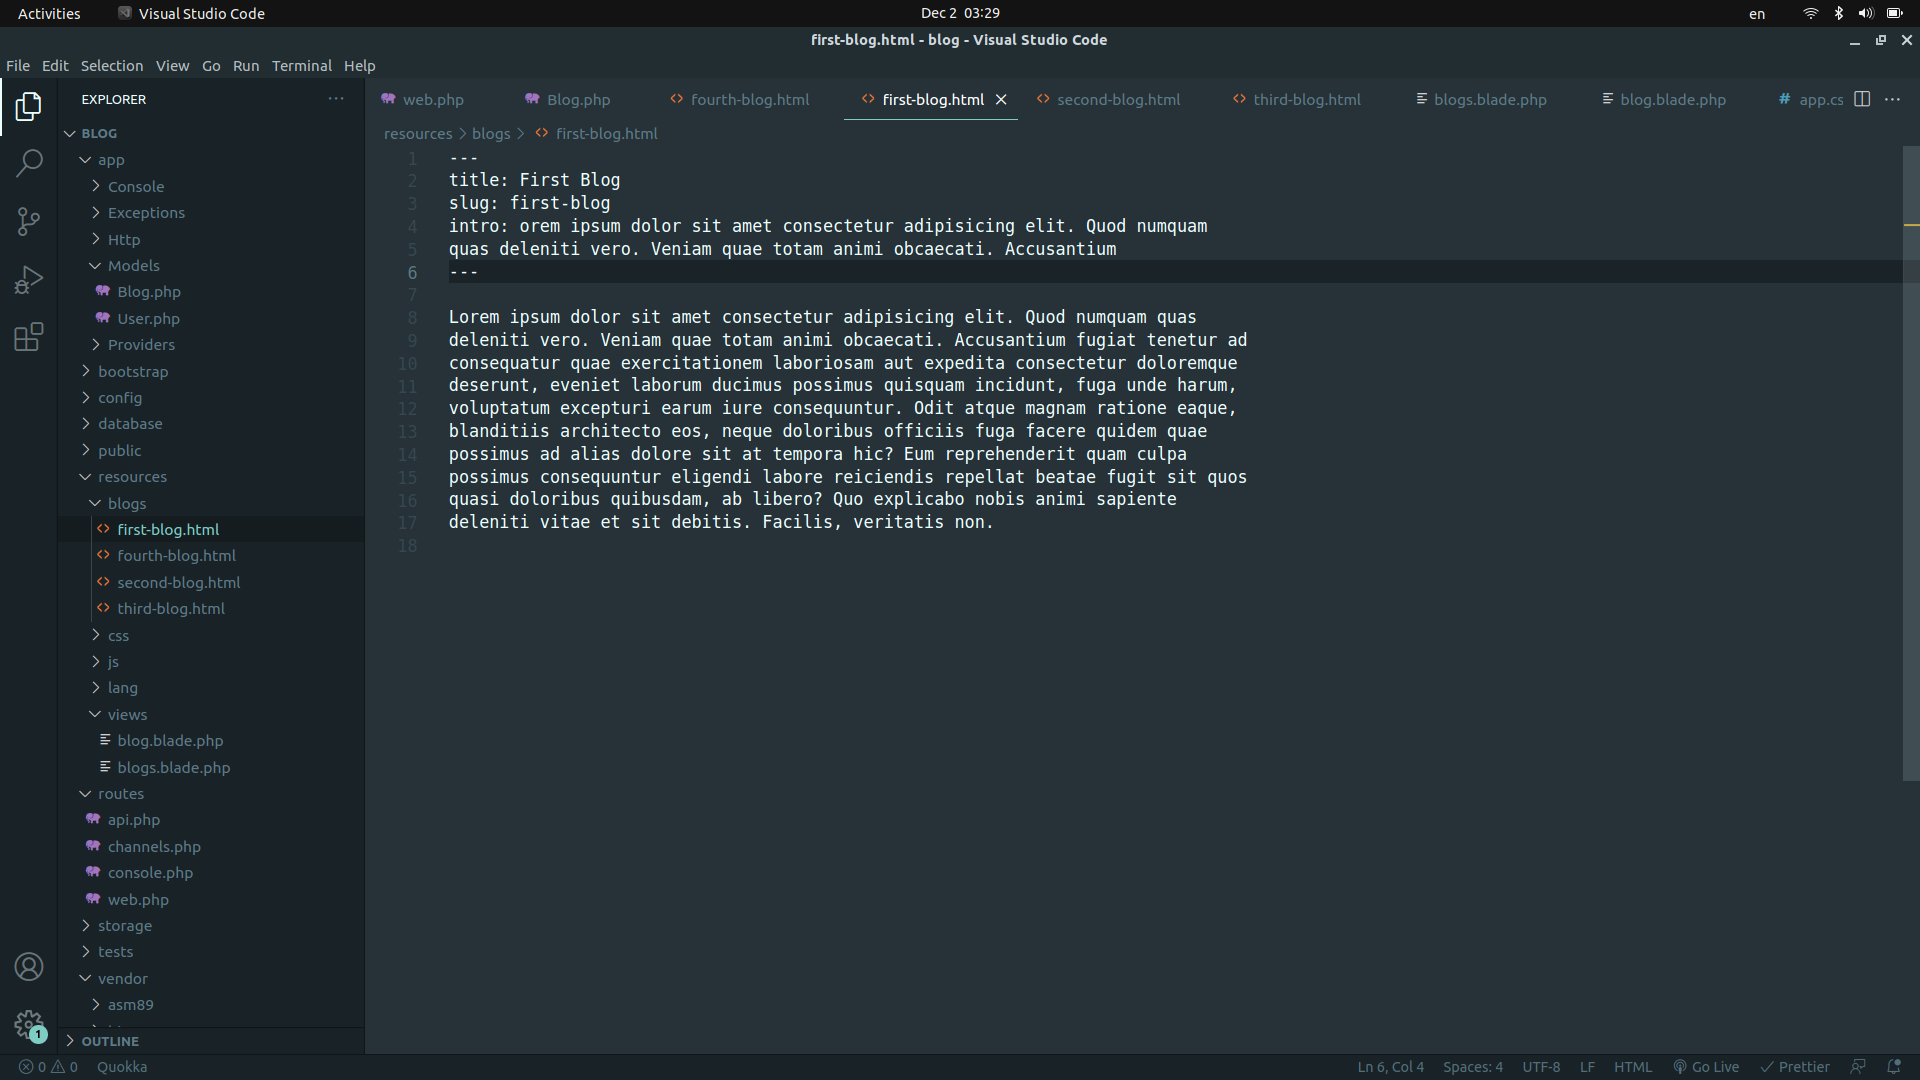 Activities
Visual Studio Code
Dec 2 03:29
en
first-blog.html - blog - Visual Studio Code
File Edit Selection View Go Run Terminal Help
EXPLORER
BLOG
app
Console
Exceptions
Http
Models
Blog.php
User.php
Providers
bootstrap
config
database
public
resources
blogs
first-blog.html
fourth-blog.html
second-blog.html
third-blog.html
css
js
lang
views
blog.blade.php
blogs.blade.php
routes
api.php
channels.php
console.php
web.php
storage
tests
vendor
asm89
OUTLINE
web.php
Blog.php
fourth-blog.html
first-blog.html
second-blog.html
third-blog.html
blogs.blade.php
blog.blade.php
# app.cs
resources > blogs > first-blog.html
1 ---
2 title: First Blog
3 slug: first-blog
4 intro: orem ipsum dolor sit amet consectetur adipisicing elit. Quod numquam
5 quas deleniti vero. Veniam quae totam animi obcaecati. Accusantium
6 ---
7
8 Lorem ipsum dolor sit amet consectetur adipisicing elit. Quod numquam quas
9 deleniti vero. Veniam quae totam animi obcaecati. Accusantium fugiat tenetur ad
10 consequatur quae exercitationem laboriosam aut expedita consectetur doloremque
11 deserunt, eveniet laborum ducimus possimus quisquam incidunt, fuga unde harum,
12 voluptatum excepturi earum iure consequuntur. Odit atque magnam ratione eaque,
13 blanditiis architecto eos, neque doloribus officiis fuga facere quidem quae
14 possimus ad alias dolore sit at tempora hic? Eum reprehenderit quam culpa
15 possimus consequuntur eligendi labore reiciendis repellat beatae fugit sit quos
16 quasi doloribus quibusdam, ab libero? Quo explicabo nobis animi sapiente
17 deleniti vitae et sit debitis. Facilis, veritatis non.
18
1
0 0 Quokka
Ln 6, Col 4 Spaces: 4 UTF-8 LF HTML Go Live Prettier